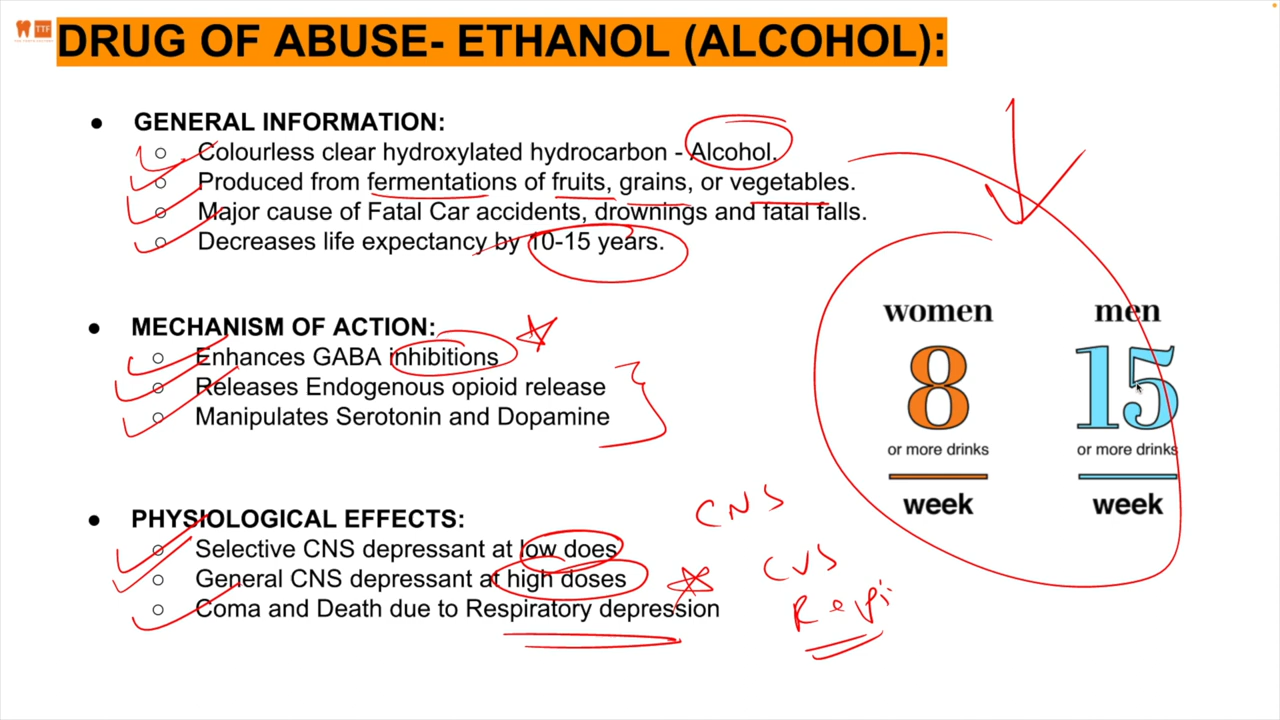 TTF
DRUG OF ABUSE- ETHANOL (ALCOHOL):
● GENERAL INFORMATION:
○ Colourless clear hydroxylated hydrocarbon - Alcohol.
○ Produced from fermentations of fruits, grains, or vegetables.
○ Major cause of Fatal Car accidents, drownings and fatal falls.
○ Decreases life expectancy by 10-15 years.
● MECHANISM OF ACTION:
○ Enhances GABA inhibitions
○ Releases Endogenous opioid release
○ Manipulates Serotonin and Dopamine
● PHYSIOLOGICAL EFFECTS:
○ Selective CNS depressant at low does
○ General CNS depressant at high doses
○ Coma and Death due to Respiratory depression
CNS
CVS
Respi
women
8
or more drinks
week
men
15
or more drinks
week